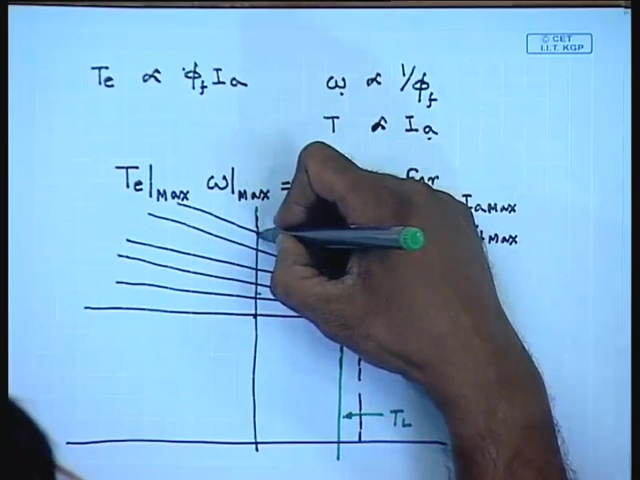 © CET
I.I.T. KGP
Te ∝ ϕf Ia ω ∝ 1/ϕf
T ∝ Ia
Te|Max ω|Max = For
IaMax
Max
TL